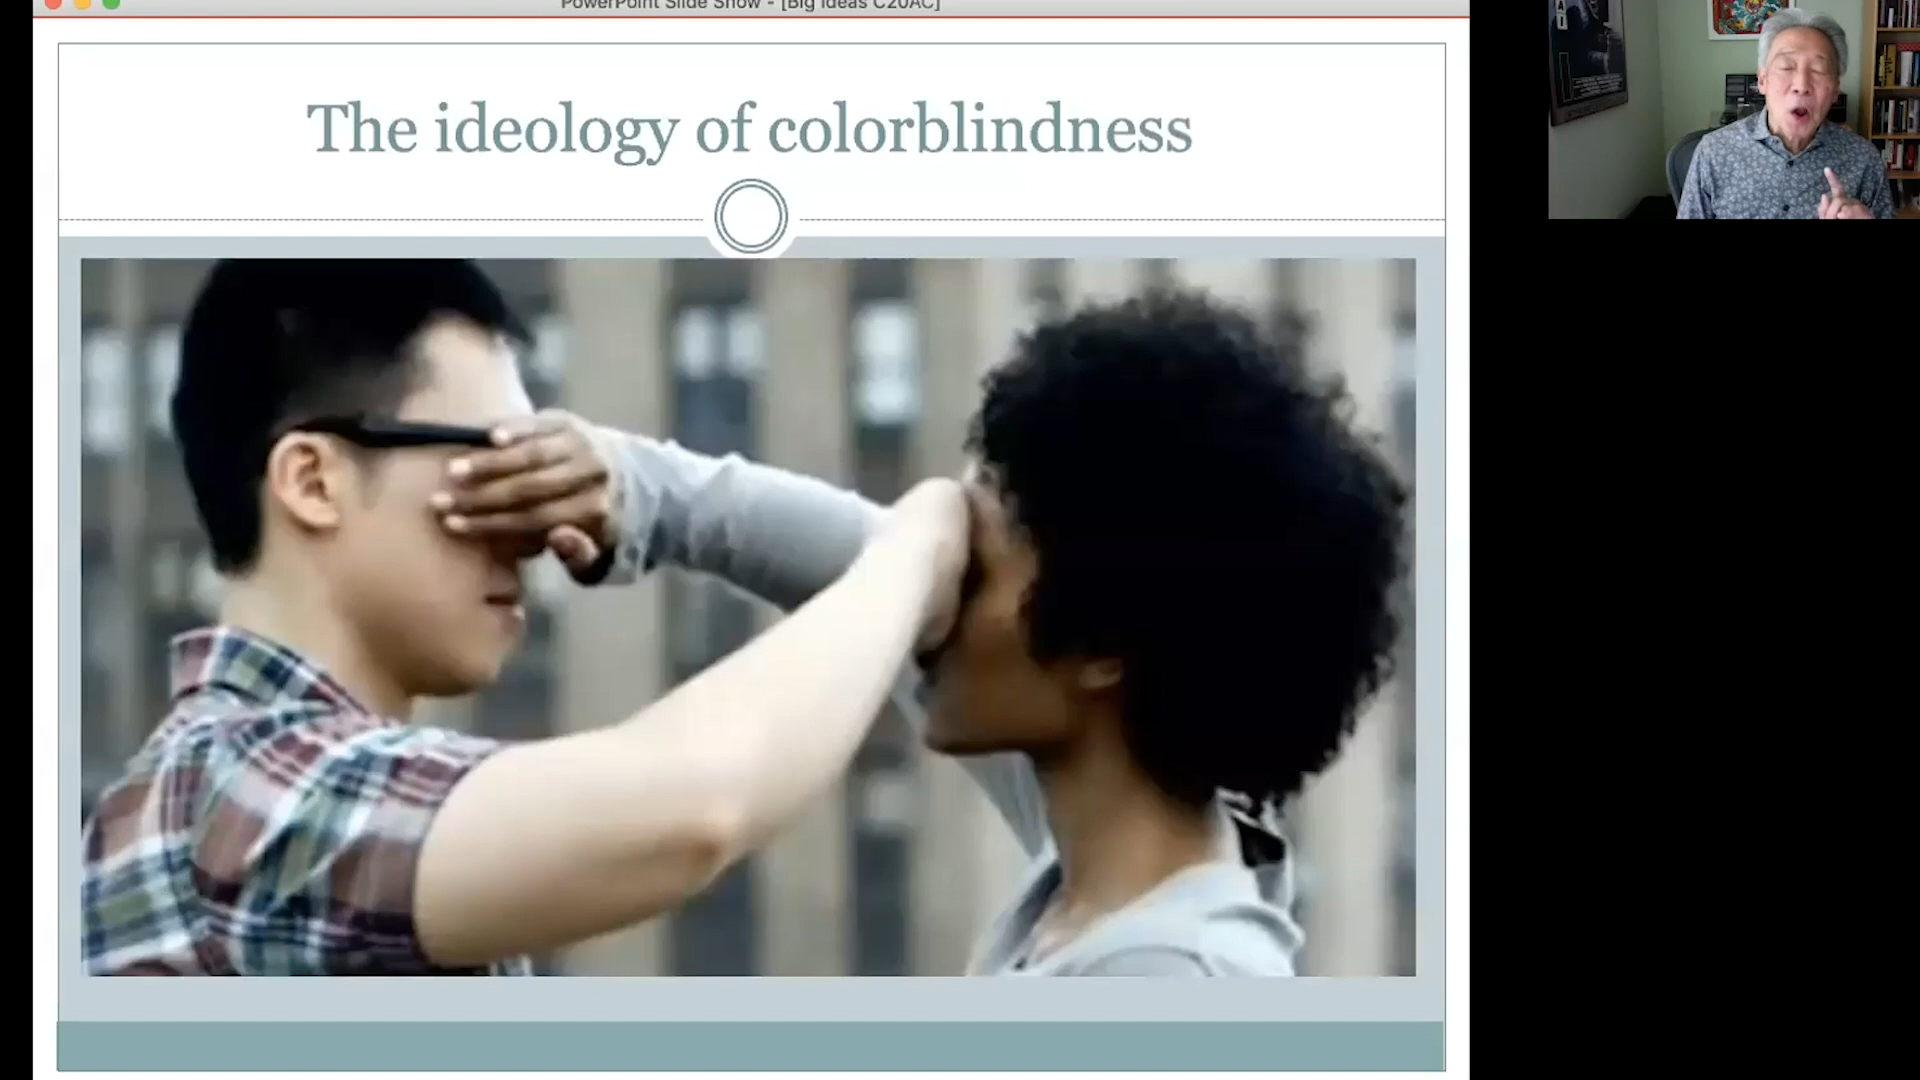 PowerPoint Slide Show - [Big Ideas C20AC]
The ideology of colorblindness